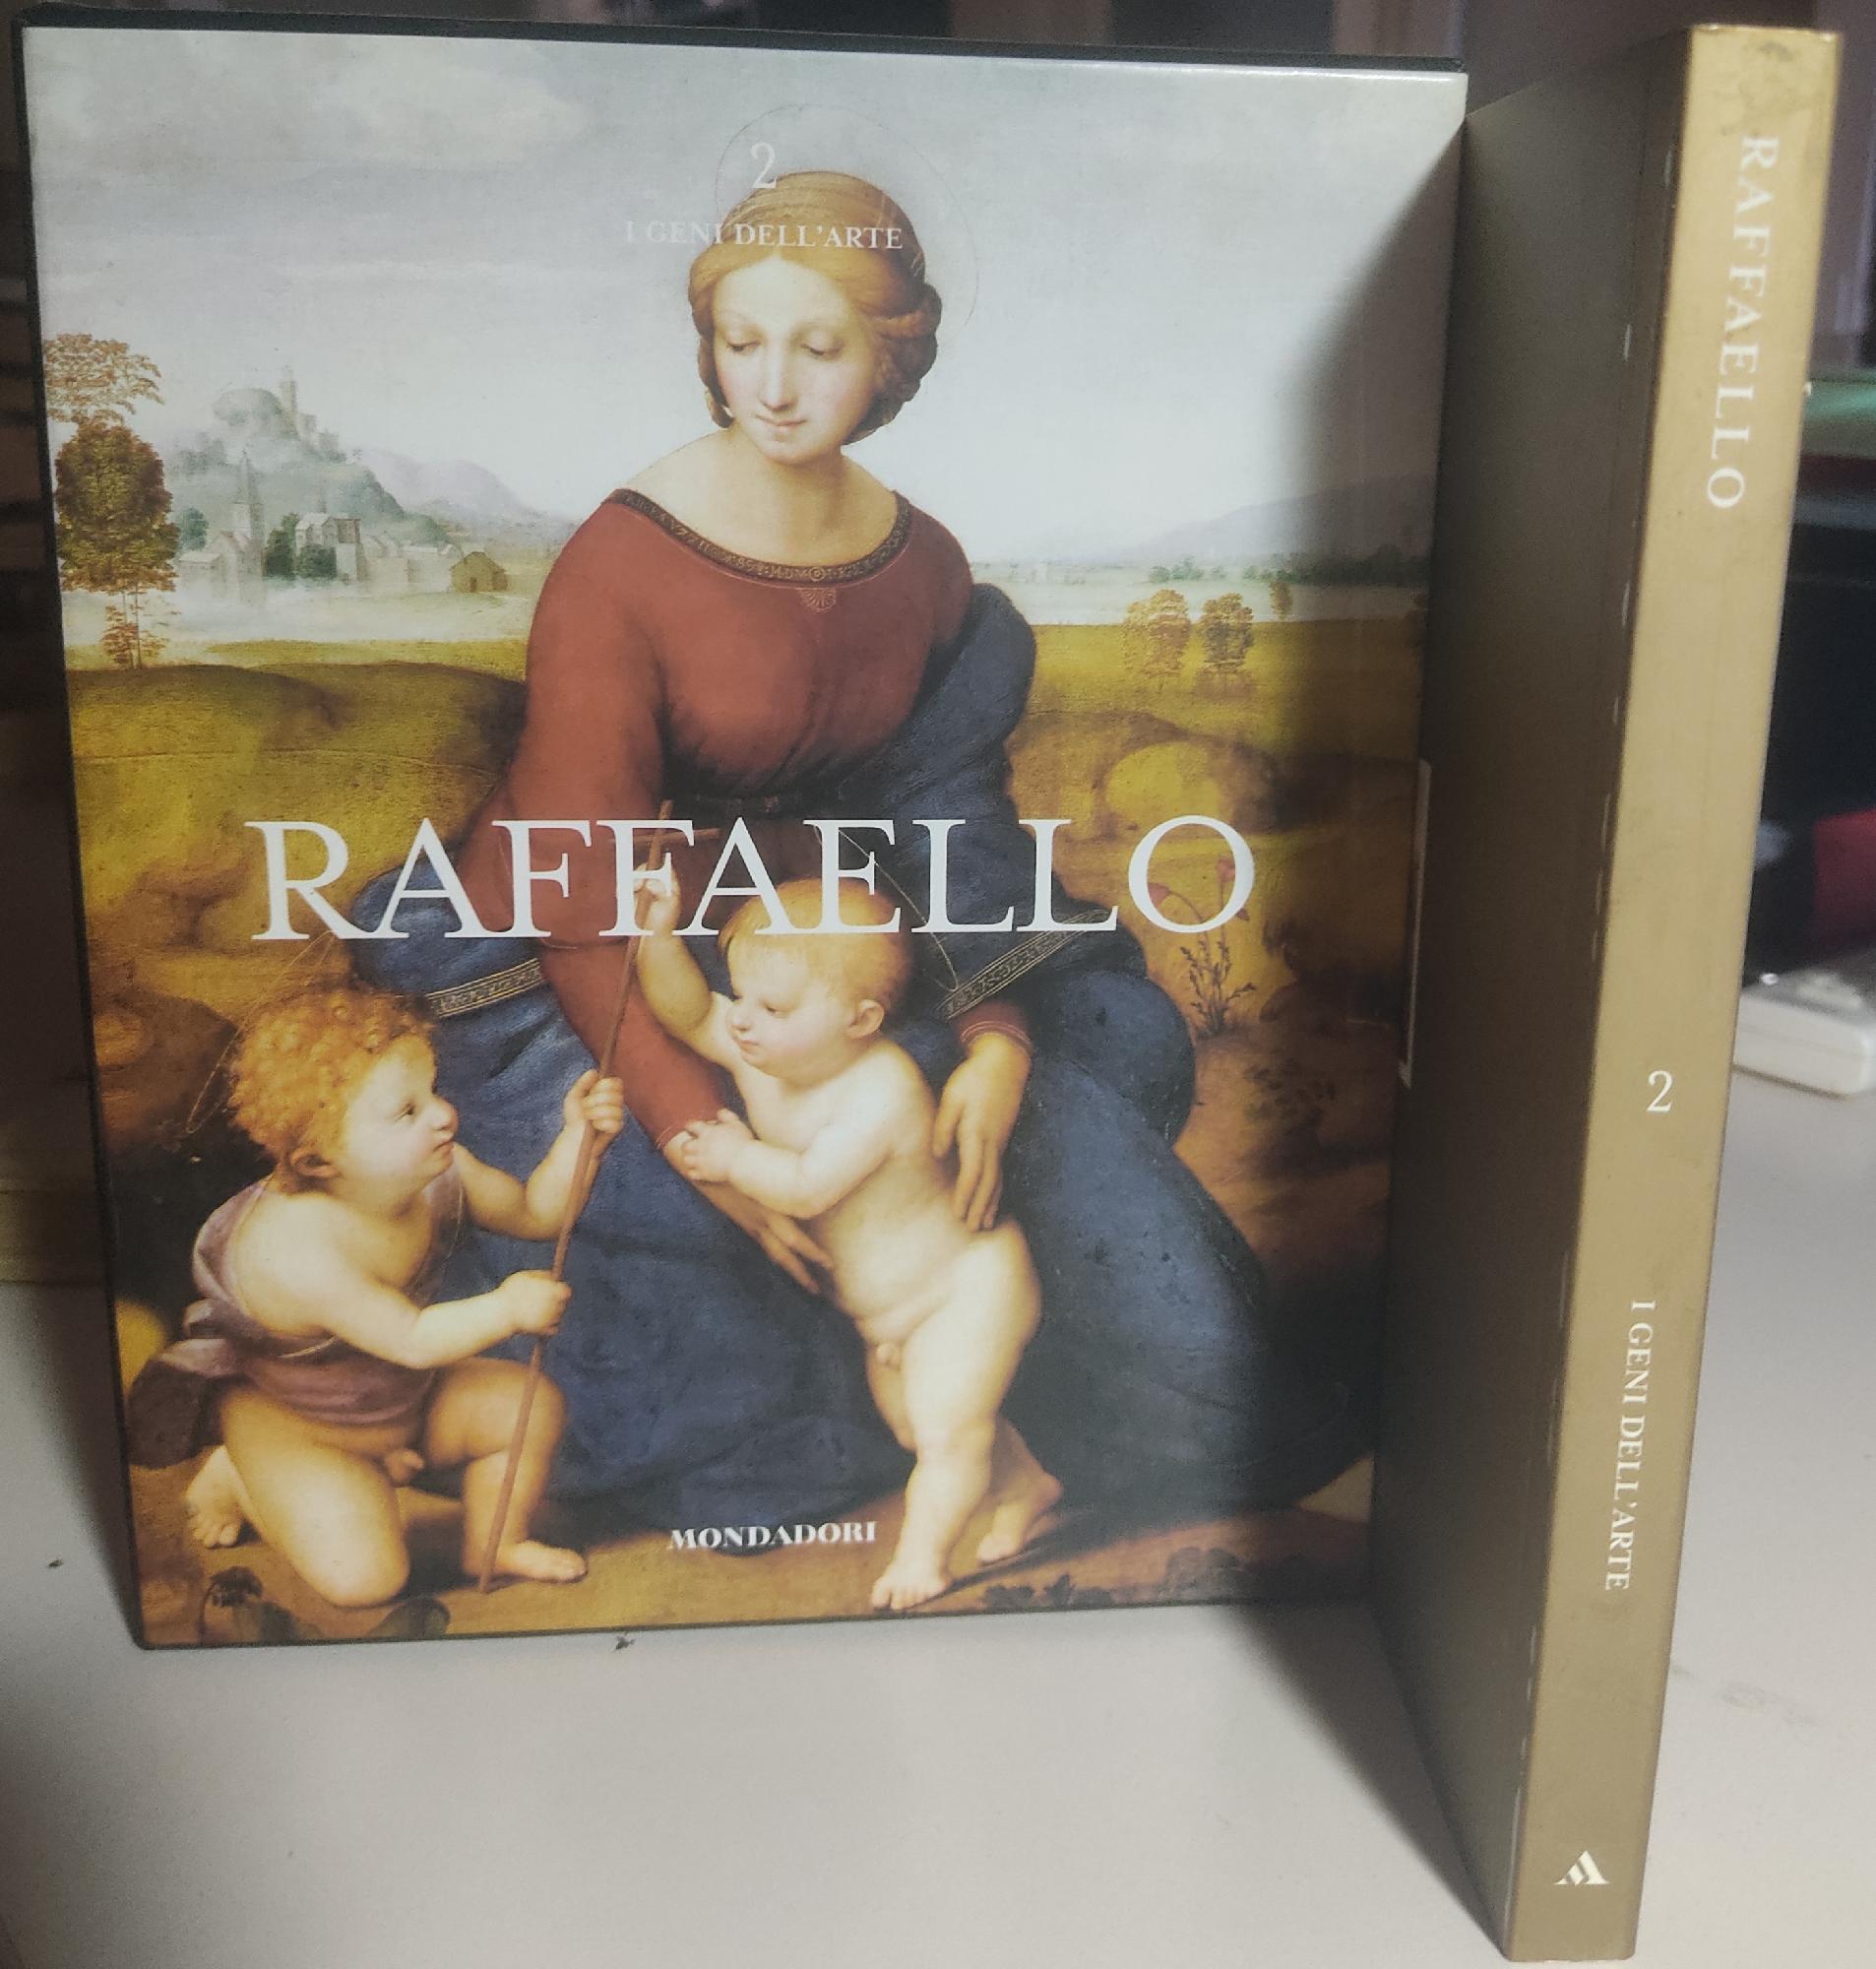 2
I GENI DELL'ARTE
RAFFAELLO
MONDADORI
RAFFAELLO
2
I GENI DELL'ARTE